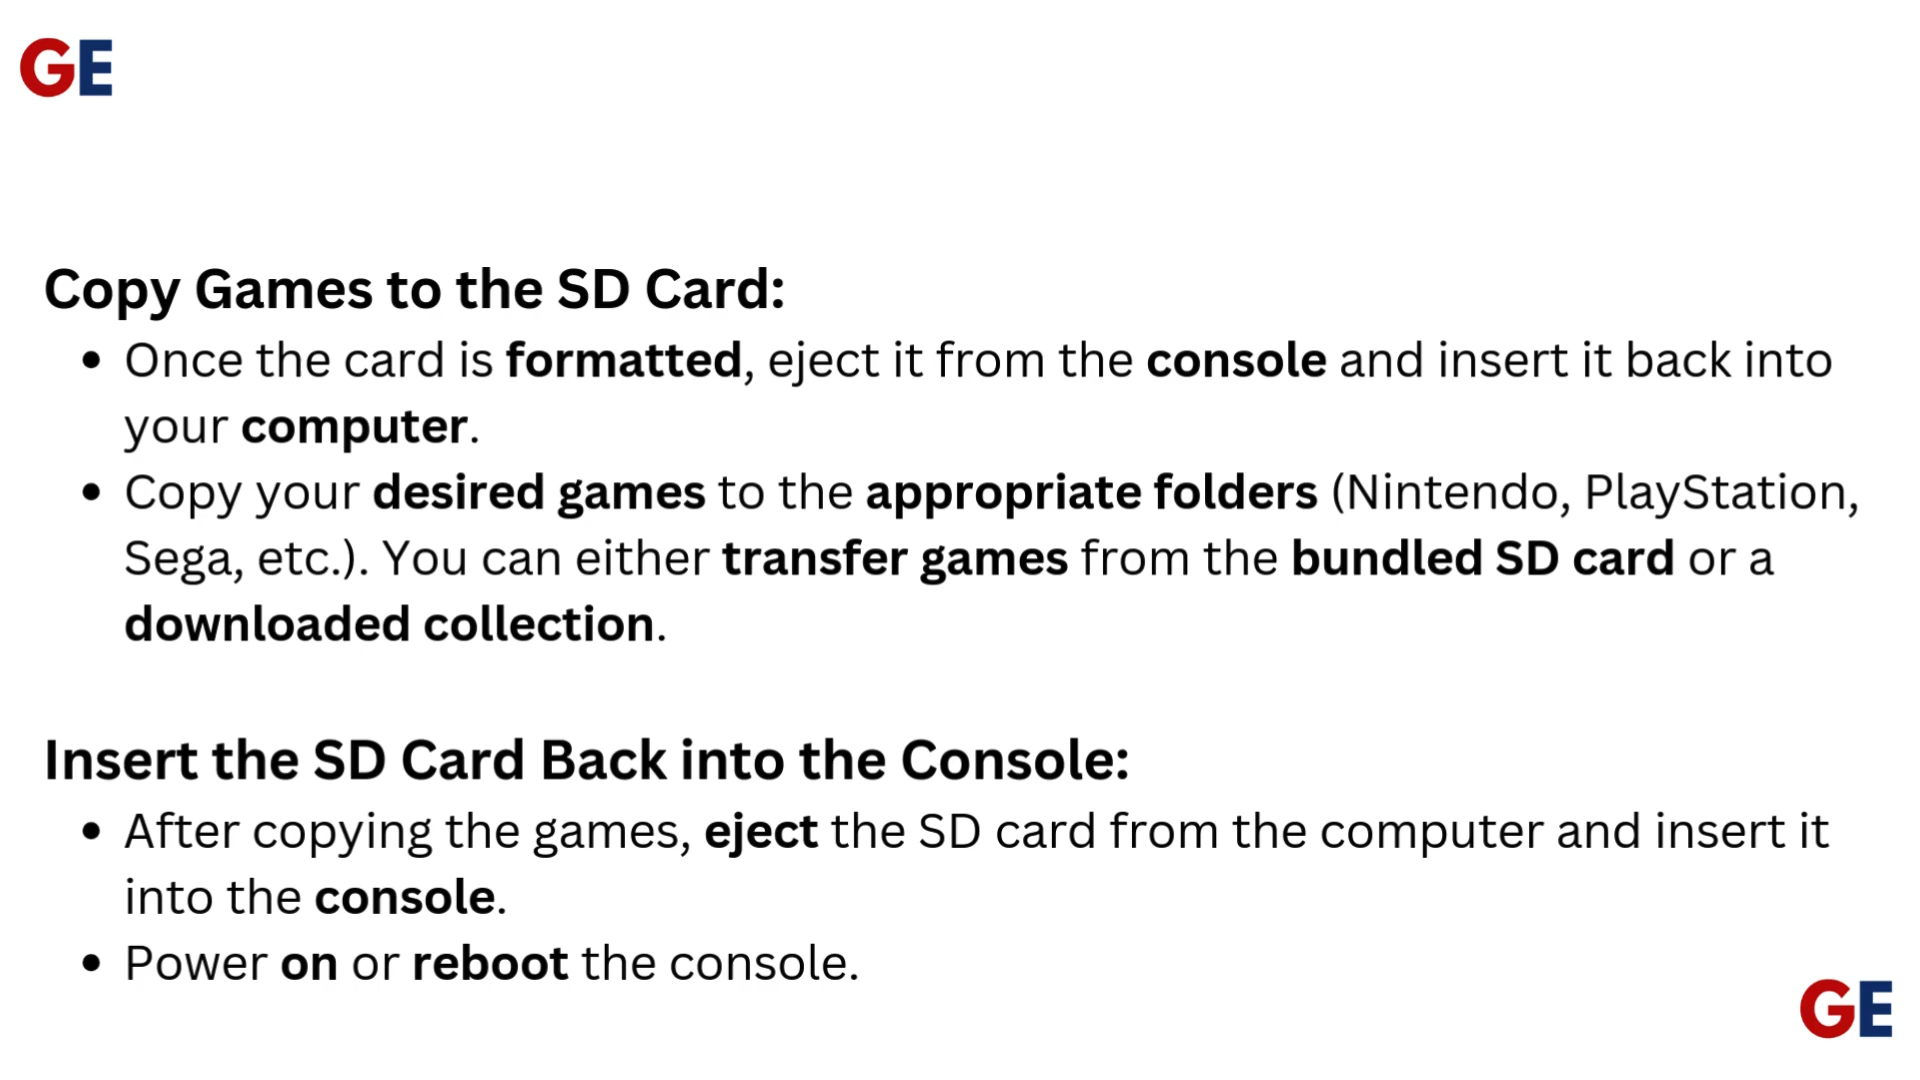 GE
Copy Games to the SD Card:
• Once the card is formatted, eject it from the console and insert it back into
your computer.
• Copy your desired games to the appropriate folders (Nintendo, PlayStation,
Sega, etc.). You can either transfer games from the bundled SD card or a
downloaded collection.
Insert the SD Card Back into the Console:
• After copying the games, eject the SD card from the computer and insert it
into the console.
• Power on or reboot the console.
GE